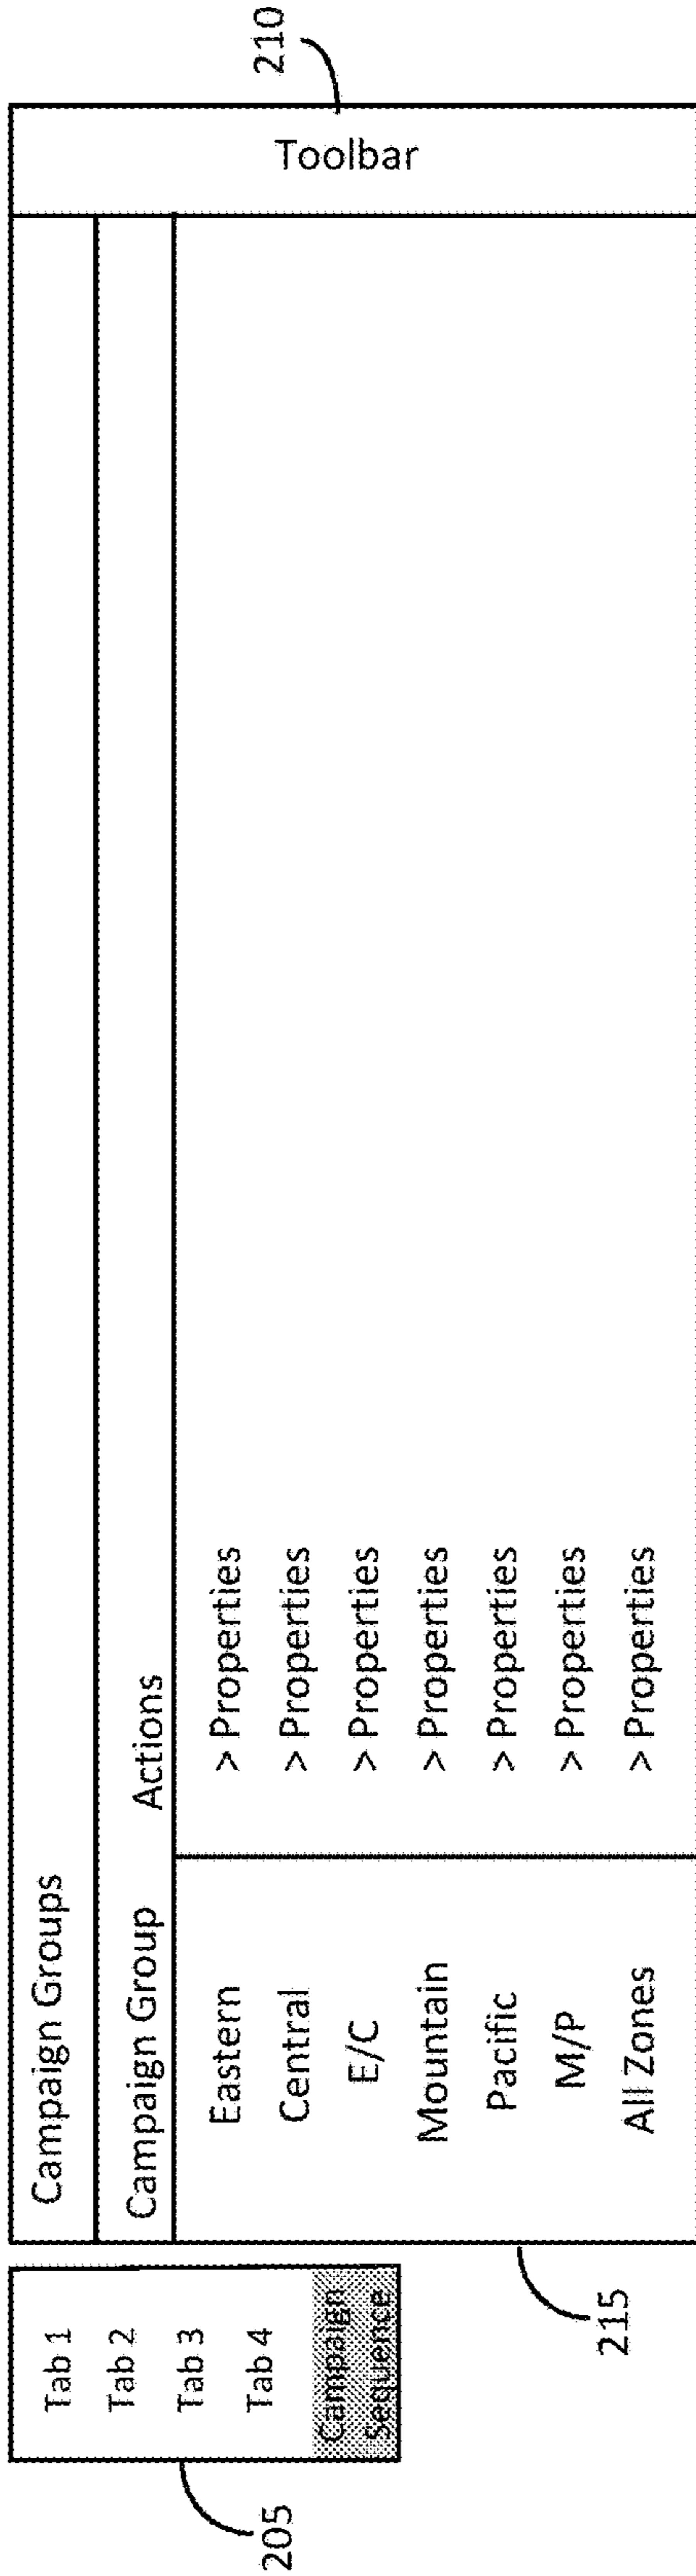 205
Tab 1
Tab 2
Tab 3
Tab 4
Campaign
Sequence
Campaign Groups
Campaign Group Actions
Eastern > Properties
Central > Properties
E/C > Properties
Mountain > Properties
Pacific > Properties
M/P > Properties
All Zones > Properties
215
Toolbar
210